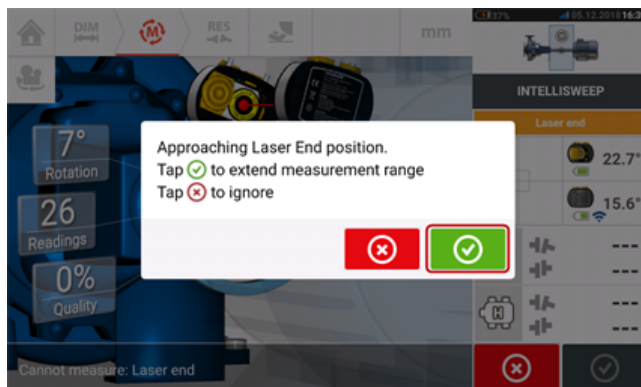 DIM
RES
mm
37%
05.12.2018 16:3
INTELLISWEEP
Laser end
7°
Rotation
26
Readings
0%
Quality
Approaching Laser End position.
Tap to extend measurement range
Tap to ignore
22.7°
15.6°
---
---
---
---
Cannot measure: Laser end